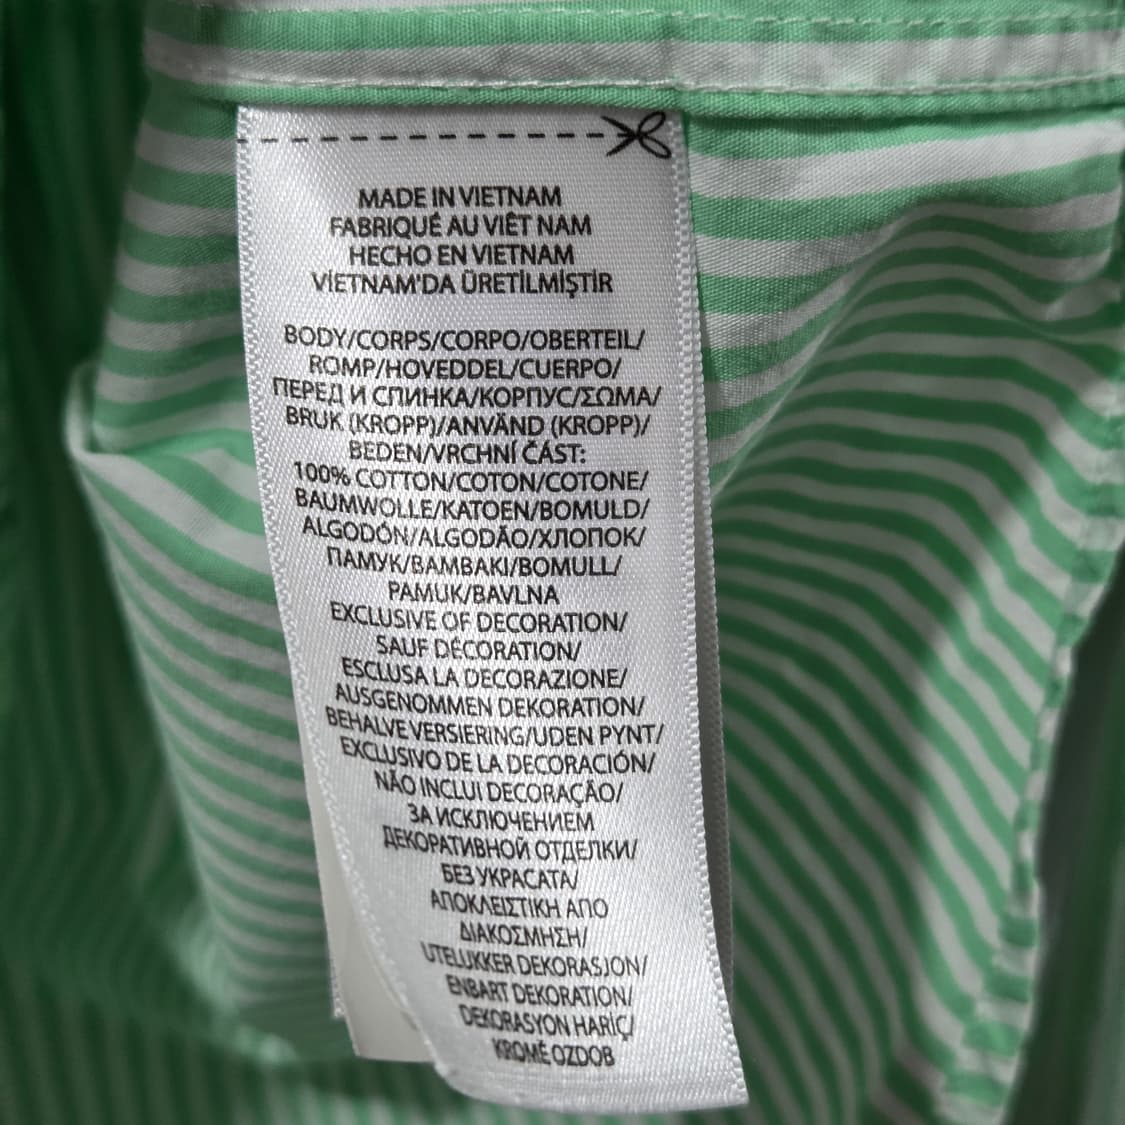 MADE IN VIETNAM
FABRIQUÉ AU VIÊT NAM
HECHO EN VIETNAM
VİETNAM'DA ÜRETİLMİŞTİR
BODY/CORPS/CORPO/OBERTEIL/
ROMP/HOVEDDEL/CUERPO/
ПЕРЕД И СПИНКА/КОРПУС/ΣΩΜΑ/
BRUK (KROPP)/ANVÄND (KROPP)/
BEDEN/VRCHNÍ ČÁST:
100% COTTON/COTON/COTONE/
BAUMWOLLE/KATOEN/BOMULD/
ALGODÓN/ALGODÃO/ХЛОПОК/
ПАМУК/ΒΑΜΒΑΚΙ/BOMULL/
PAMUK/BAVLNA
EXCLUSIVE OF DECORATION/
SAUF DÉCORATION/
ESCLUSA LA DECORAZIONE/
AUSGENOMMEN DEKORATION/
BEHALVE VERSIERING/UDEN PYNT/
EXCLUSIVO DE LA DECORACIÓN/
NÃO INCLUI DECORAÇÃO/
ЗА ИСКЛЮЧЕНИЕМ
ДЕКОРАТИВНОЙ ОТДЕЛКИ/
БЕЗ УКРАСАТА/
ΑΠΟΚΛΕΙΣΤΙΚΗ ΑΠΟ
ΔΙΑΚΟΣΜΗΣΗ/
UTELUKKER DEKORASJON/
ENBART DEKORATION/
DEKORASYON HARİÇ/
KROMĚ OZDOB